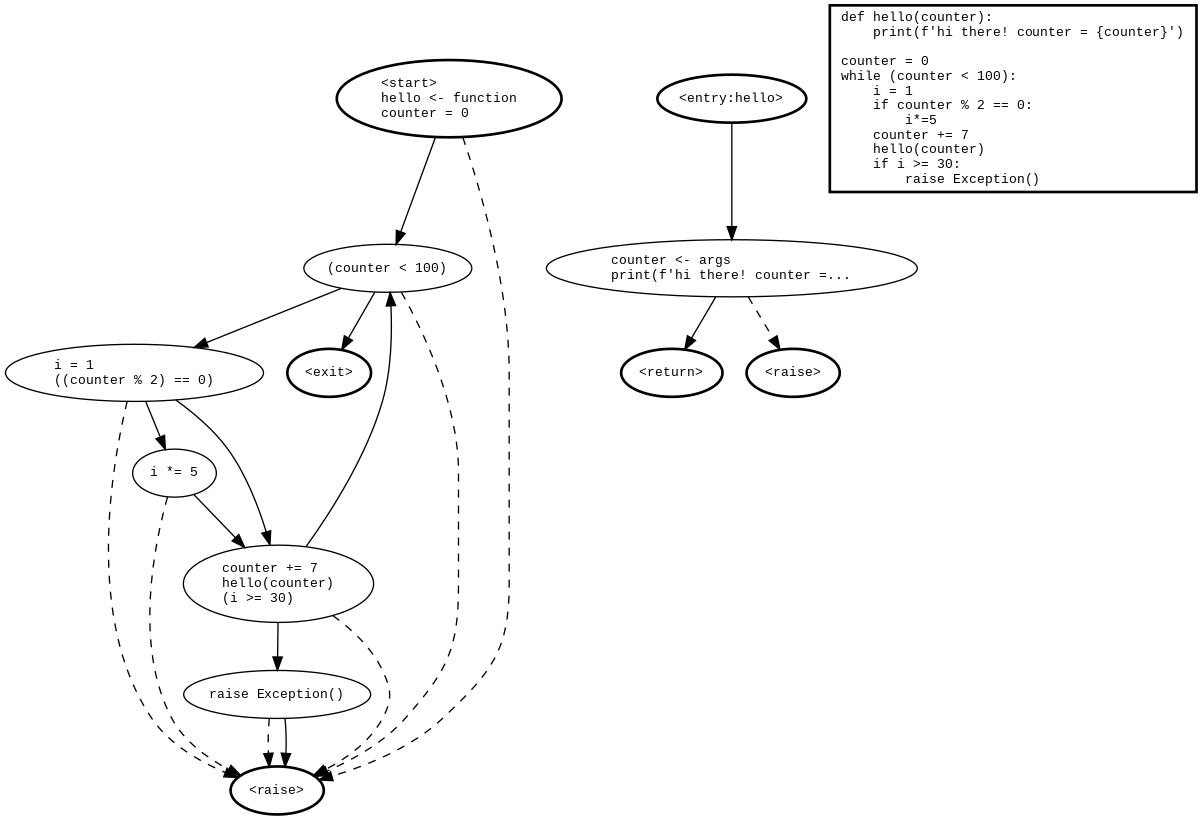 <start>
hello <- function
counter = 0
(counter < 100)
i = 1
((counter % 2) == 0)
<exit>
i *= 5
counter += 7
hello(counter)
(i >= 30)
raise Exception()
<raise>
<entry:hello>
counter <- args
print(f'hi there! counter =...
<return>
<raise>
def hello(counter):
    print(f'hi there! counter = {counter}')

counter = 0
while (counter < 100):
    i = 1
    if counter % 2 == 0:
        i*=5
    counter += 7
    hello(counter)
    if i >= 30:
        raise Exception()